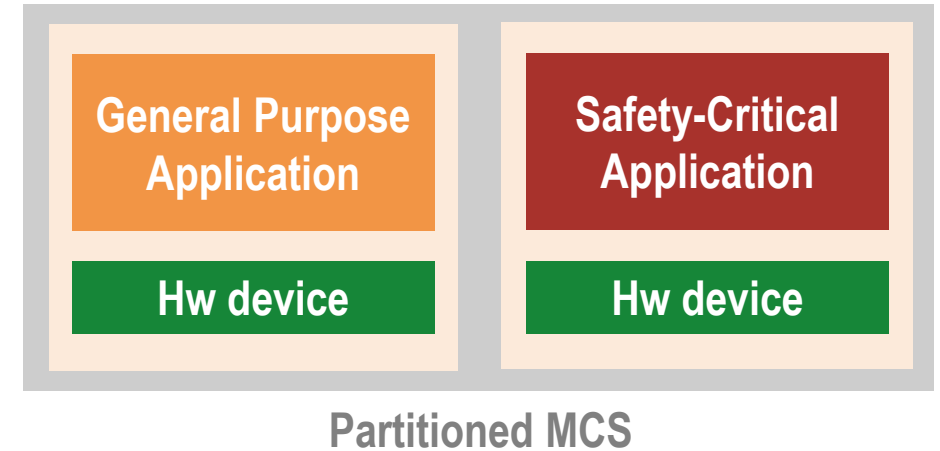 General Purpose
Application
Safety-Critical
Application
Hw device
Hw device
Partitioned MCS